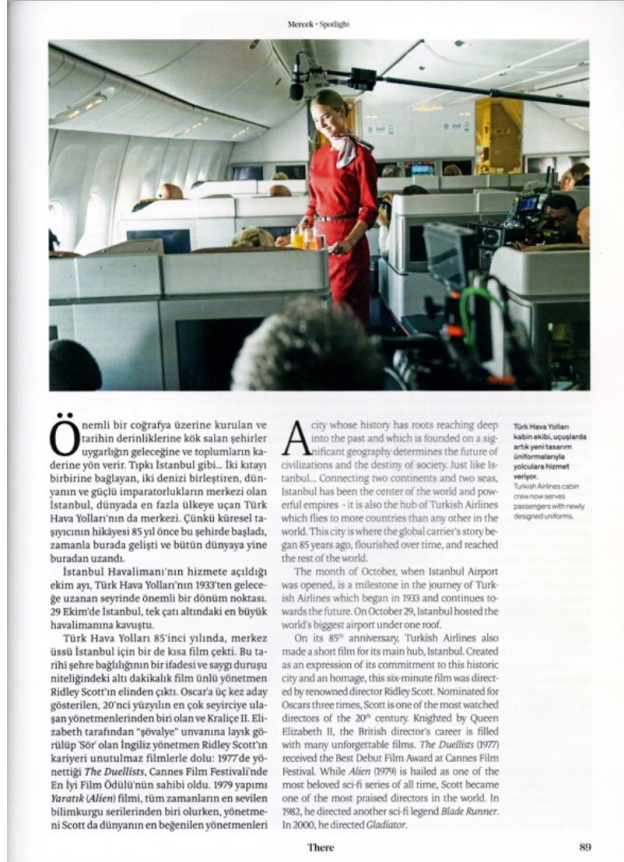 Mercek • Spotlight
Önemli bir coğrafya üzerine kurulan ve
tarihin derinliklerine kök salan şehirler
uygarlığın geleceğine ve toplumların ka-
derine yön verir. Tıpkı İstanbul gibi... İki kıtayı
birbirine bağlayan, iki denizi birleştiren, dün-
yanın ve güçlü imparatorlukların merkezi olan
İstanbul, dünyada en fazla ülkeye uçan Türk
Hava Yolları'nın da merkezi. Çünkü küresel ta-
şıyıcının hikâyesi 85 yıl önce bu şehirde başladı,
zamanla burada gelişti ve bütün dünyaya yine
buradan uzandı.
İstanbul Havalimanı'nın hizmete açıldığı
ekim ayı, Türk Hava Yolları'nın 1933'ten gelece-
ğe uzanan seyrinde önemli bir dönüm noktası.
29 Ekim'de İstanbul, tek çatı altındaki en büyük
havalimanına kavuştu.
Türk Hava Yolları 85'inci yılında, merkez
üssü İstanbul için bir de kısa film çekti. Bu ta-
rihî şehre bağlılığının bir ifadesi ve saygı duruşu
niteliğindeki altı dakikalık film ünlü yönetmen
Ridley Scott'ın elinden çıktı. Oscar'a üç kez aday
gösterilen, 20'nci yüzyılın en çok seyirciye ula-
şan yönetmenlerinden biri olan ve Kraliçe II. Eli-
zabeth tarafından "şövalye" unvanına layık gö-
rülüp 'Sör' olan İngiliz yönetmen Ridley Scott'ın
kariyeri unutulmaz filmlerle dolu: 1977'de yö-
nettiği The Duellists, Cannes Film Festivali'nde
En İyi Film Ödülü'nün sahibi oldu. 1979 yapımı
Yaratık (Alien) filmi, tüm zamanların en sevilen
bilimkurgu serilerinden biri olurken, yönetme-
ni Scott da dünyanın en beğenilen yönetmenleri
A city whose history has roots reaching deep
into the past and which is founded on a sig-
nificant geography determines the future of
civilizations and the destiny of society. Just like Is-
tanbul... Connecting two continents and two seas,
Istanbul has been the center of the world and pow-
erful empires - it is also the hub of Turkish Airlines
which flies to more countries than any other in the
world. This city is where the global carrier's story be-
gan 85 years ago, flourished over time, and reached
the rest of the world.
The month of October, when Istanbul Airport
was opened, is a milestone in the journey of Turk-
ish Airlines which began in 1933 and continues to-
wards the future. On October 29, Istanbul hosted the
world's biggest airport under one roof.
On its 85th anniversary, Turkish Airlines also
made a short film for its main hub, Istanbul. Created
as an expression of its commitment to this historic
city and an homage, this six-minute film was direct-
ed by renowned director Ridley Scott. Nominated for
Oscars three times, Scott is one of the most watched
directors of the 20th century. Knighted by Queen
Elizabeth II, the British director's career is filled
with many unforgettable films. The Duellists (1977)
received the Best Debut Film Award at Cannes Film
Festival. While Alien (1979) is hailed as one of the
most beloved sci-fi series of all time, Scott became
one of the most praised directors in the world. In
1982, he directed another sci-fi legend Blade Runner.
In 2000, he directed Gladiator.
Türk Hava Yolları
kabin ekibi, uçuşlarda
artık yeni tasarım
üniformalarıyla
yolculara hizmet
veriyor.
Turkish Airlines cabin
crew now serves
passengers with newly
designed uniforms.
There
89